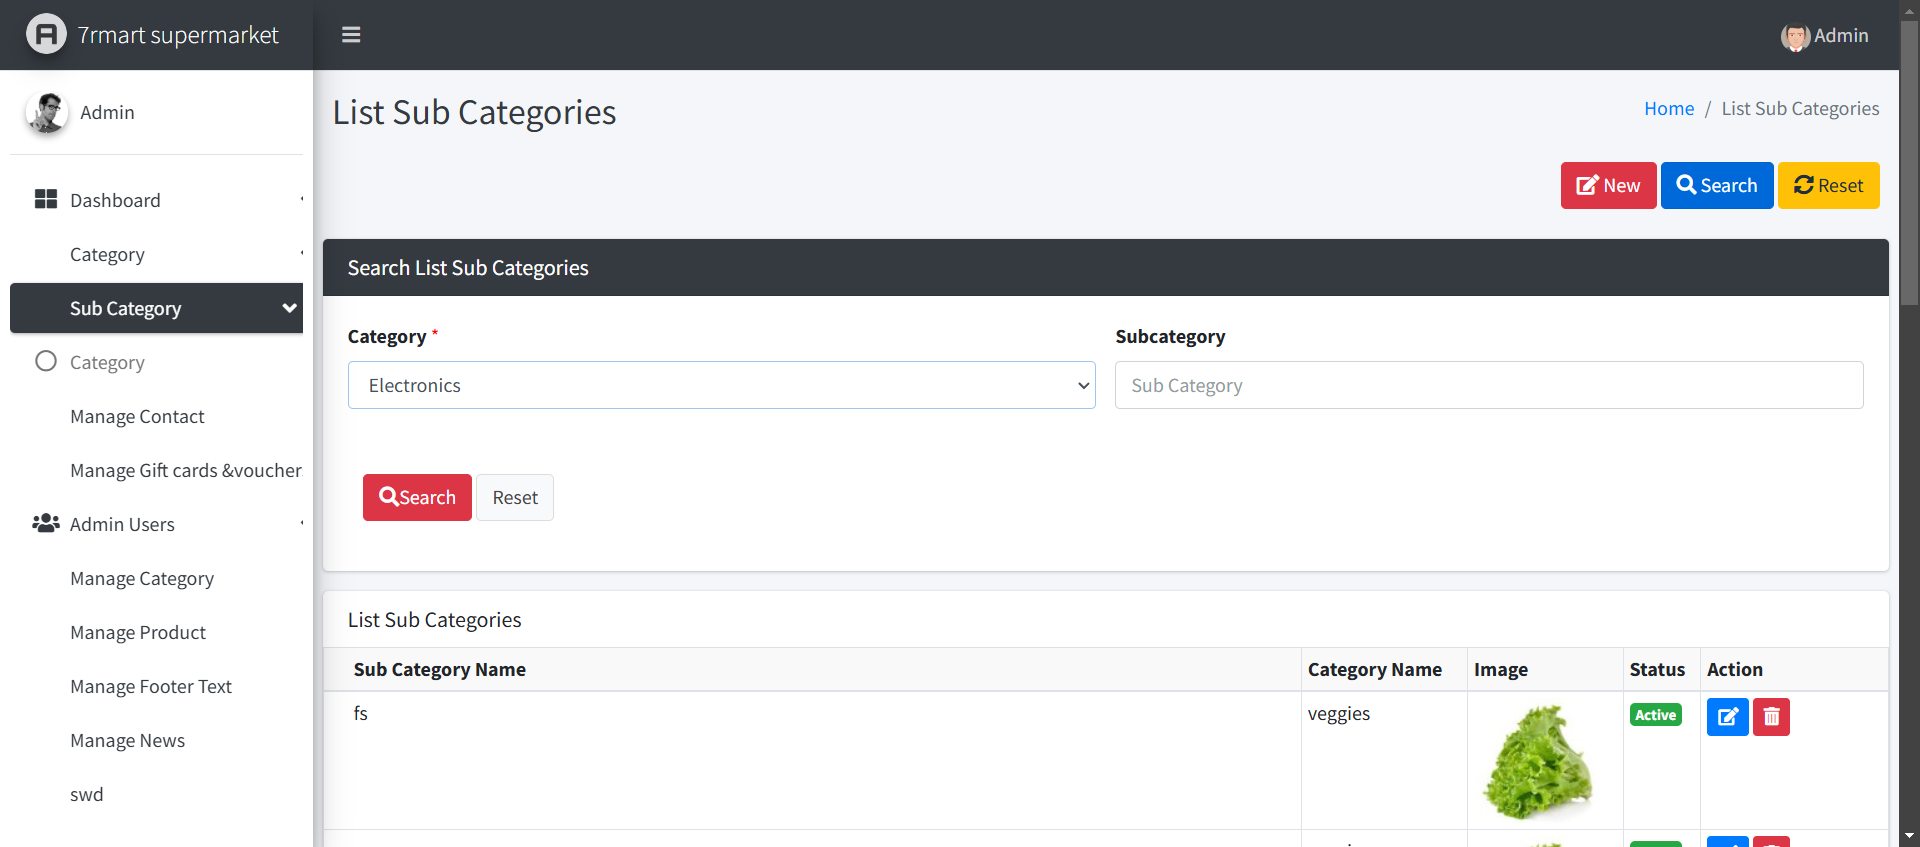 7rmart supermarket
Admin
Admin
List Sub Categories
Home / List Sub Categories
New Search Reset
Dashboard
Category
Sub Category
Category
Manage Contact
Manage Gift cards &voucher
Admin Users
Manage Category
Manage Product
Manage Footer Text
Manage News
swd
Search List Sub Categories
Category * Subcategory
Electronics Sub Category
Search Reset
List Sub Categories
Sub Category Name Category Name Image Status Action
fs veggies Active